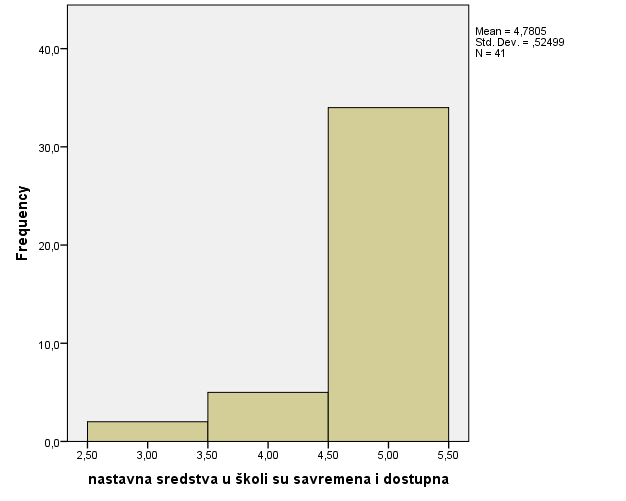 Mean = 4,7805
Std. Dev. = ,52499
N = 41
40,0
30,0
20,0
10,0
0,0
Frequency
2,50 3,00 3,50 4,00 4,50 5,00 5,50
nastavna sredstva u školi su savremena i dostupna